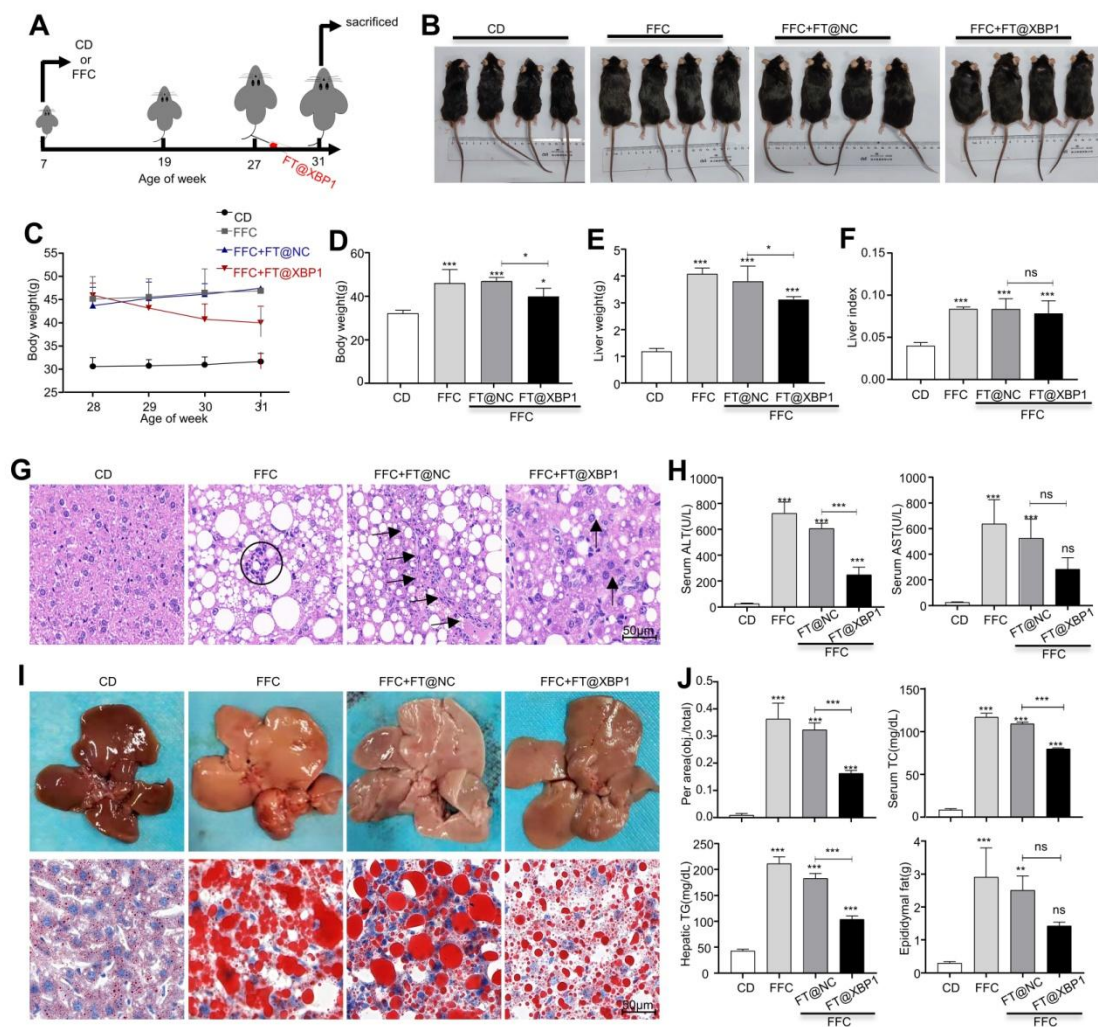 A
CD
or
FFC
sacrificed
7
19
27
31
Age of week
FT@XBP1
B
CD
FFC
FFC+FT@NC
FFC+FT@XBP1
C
CD
FFC
FFC+FT@NC
FFC+FT@XBP1
Body weight(g)
55
50
45
40
35
30
25
28
29
30
31
Age of week
D
Body weight(g)
60
40
20
0
***
***
*
*
CD
FFC
FT@NC
FT@XBP1
FFC
E
Liver weight(g)
6
5
4
3
2
1
0
***
***
*
***
CD
FFC
FT@NC
FT@XBP1
FFC
F
Liver index
0.15
0.10
0.05
0.00
***
***
ns
***
CD
FFC
FT@NC
FT@XBP1
FFC
G
CD
FFC
FFC+FT@NC
FFC+FT@XBP1
50μm
H
Serum ALT(U/L)
1000
800
600
400
200
0
***
***
***
***
CD
FFC
FT@NC
FT@XBP1
FFC
Serum AST(U/L)
1000
800
600
400
200
0
***
***
ns
ns
CD
FFC
FT@NC
FT@XBP1
FFC
I
CD
FFC
FFC+FT@NC
FFC+FT@XBP1
50μm
J
Per area(obj./total)
0.5
0.4
0.3
0.2
0.1
0.0
***
***
***
***
CD
FFC
FT@NC
FT@XBP1
Serum TC(mg/dL)
150
100
50
0
***
***
***
***
CD
FFC
FT@NC
FT@XBP1
Hepatic TG(mg/dL)
250
200
150
100
50
0
***
***
***
***
CD
FFC
FT@NC
FT@XBP1
FFC
Epididymal fat(g)
4
3
2
1
0
***
**
ns
ns
CD
FFC
FT@NC
FT@XBP1
FFC